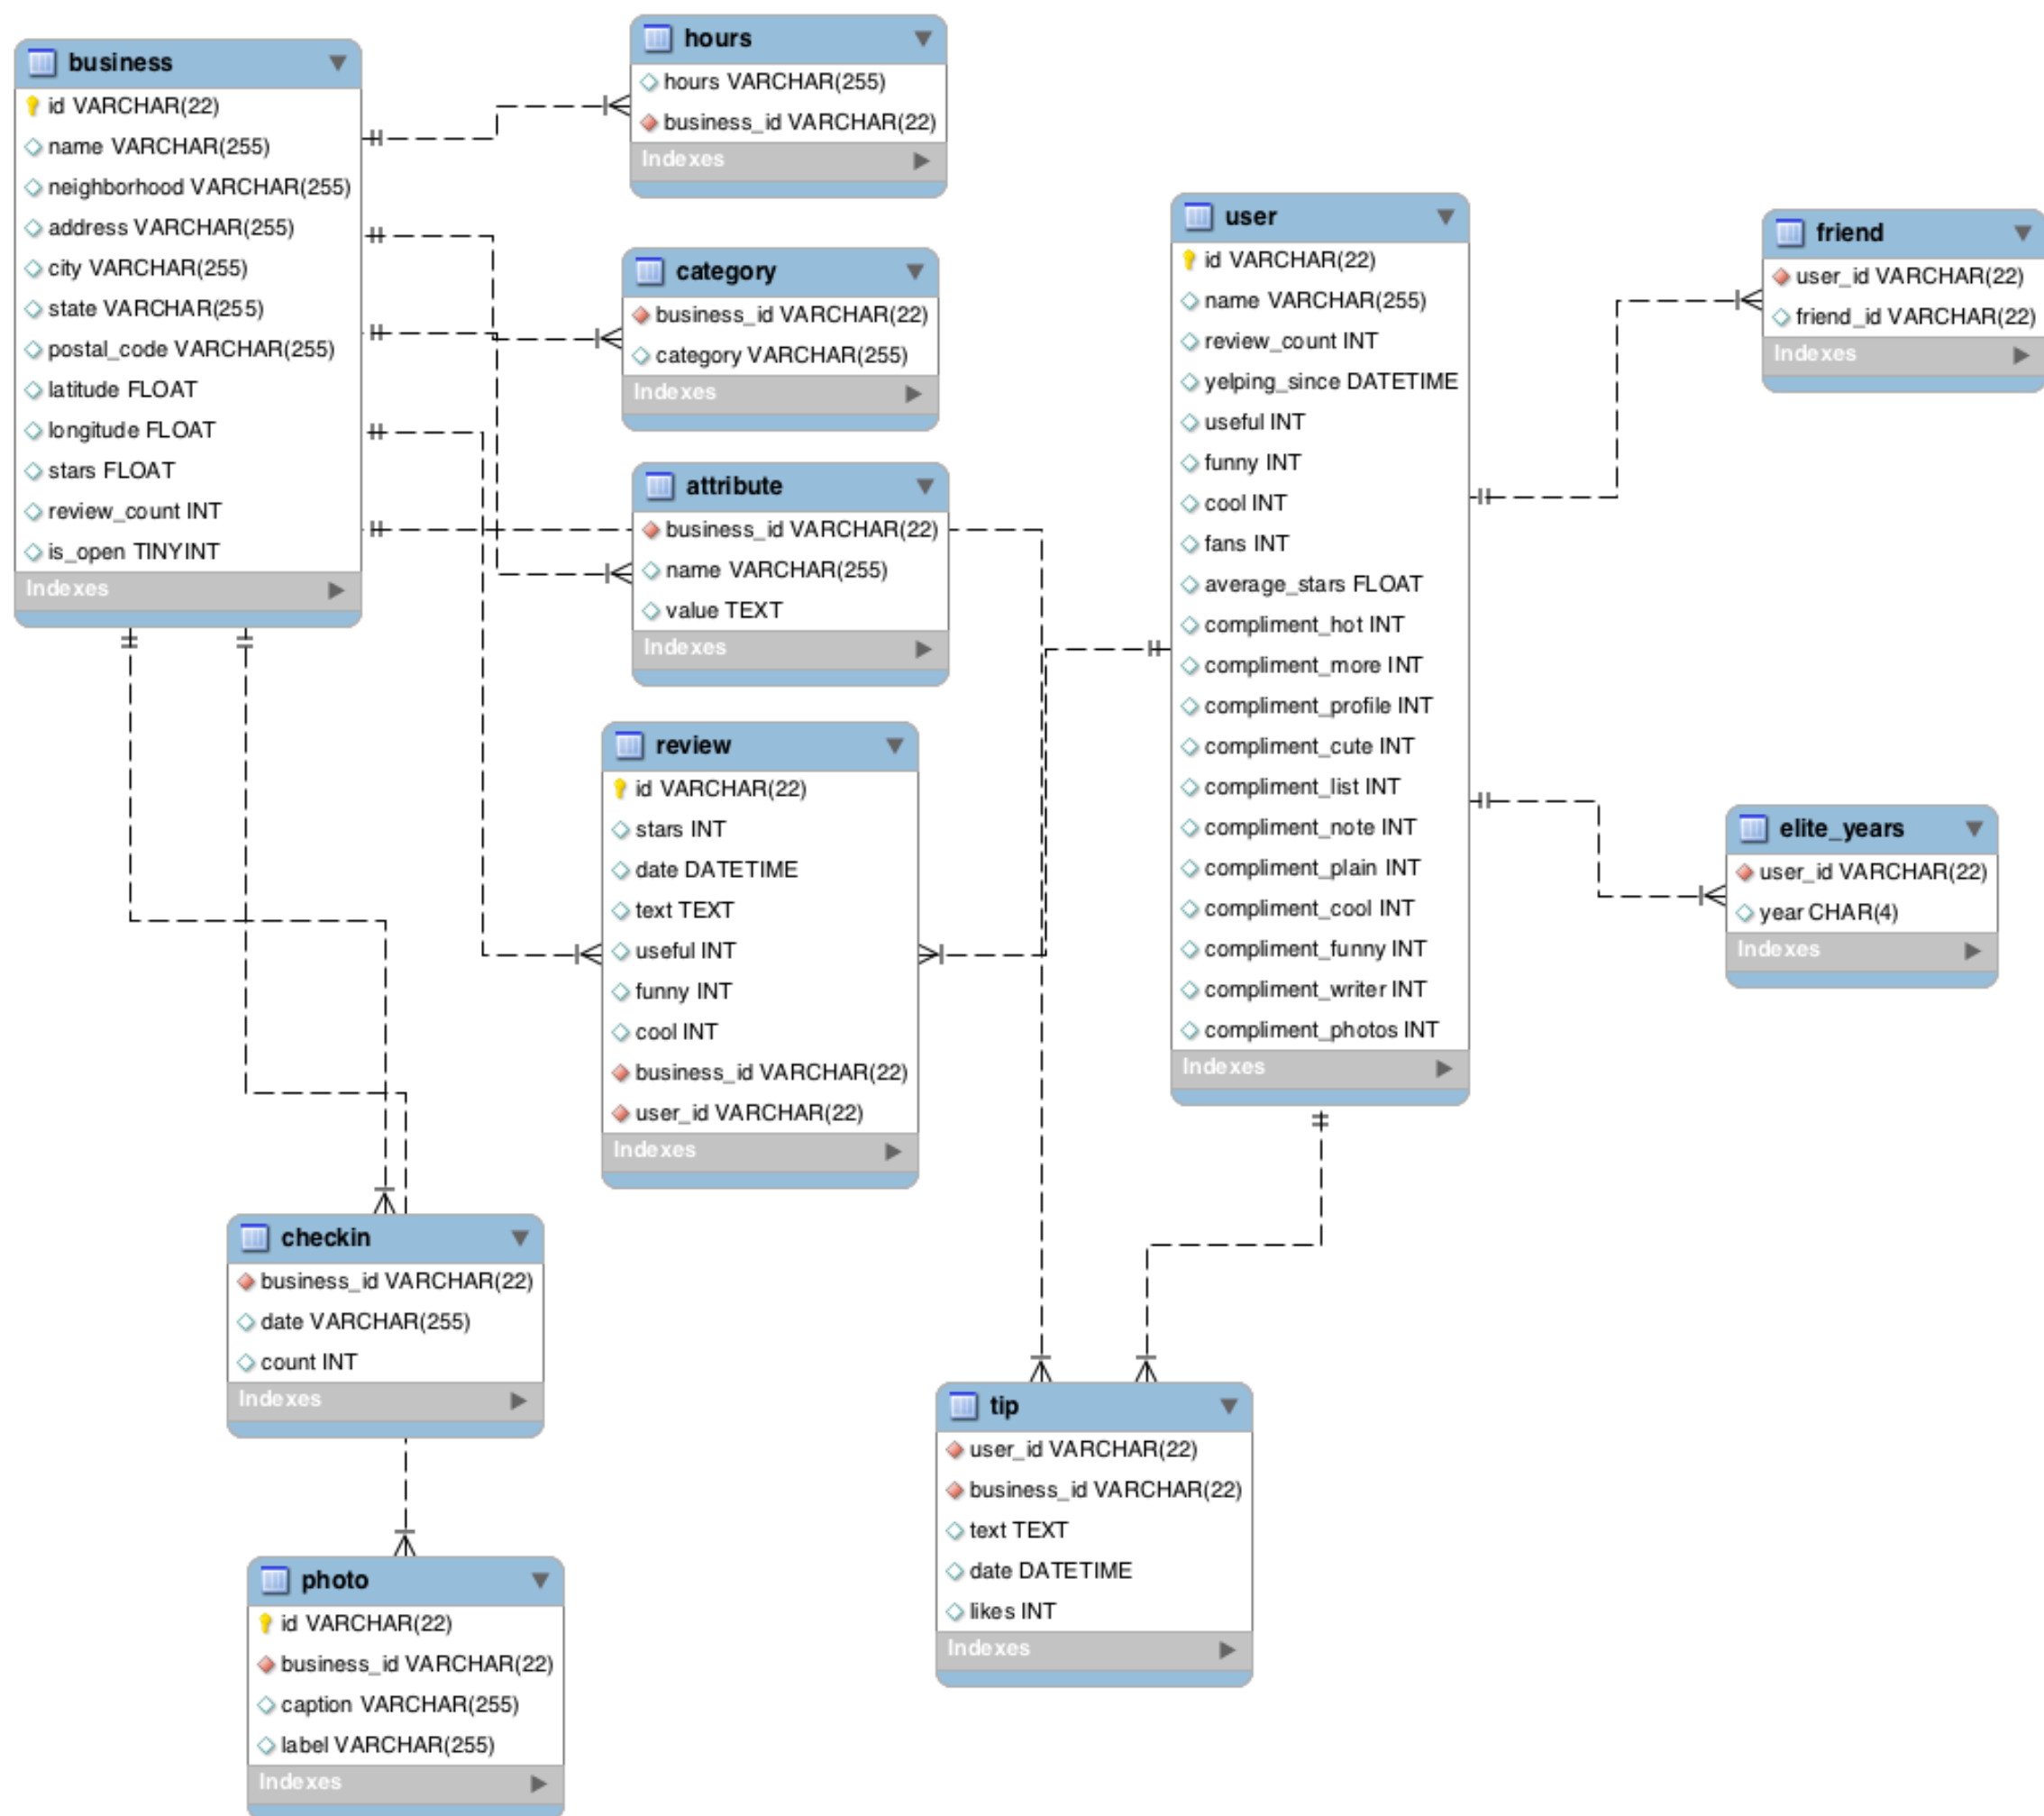 business
id VARCHAR(22)
name VARCHAR(255)
neighborhood VARCHAR(255)
address VARCHAR(255)
city VARCHAR(255)
state VARCHAR(255)
postal_code VARCHAR(255)
latitude FLOAT
longitude FLOAT
stars FLOAT
review_count INT
is_open TINYINT
Indexes
hours
hours VARCHAR(255)
business_id VARCHAR(22)
Indexes
category
business_id VARCHAR(22)
category VARCHAR(255)
Indexes
attribute
business_id VARCHAR(22)
name VARCHAR(255)
value TEXT
Indexes
review
id VARCHAR(22)
stars INT
date DATETIME
text TEXT
useful INT
funny INT
cool INT
business_id VARCHAR(22)
user_id VARCHAR(22)
Indexes
user
id VARCHAR(22)
name VARCHAR(255)
review_count INT
yelping_since DATETIME
useful INT
funny INT
cool INT
fans INT
average_stars FLOAT
compliment_hot INT
compliment_more INT
compliment_profile INT
compliment_cute INT
compliment_list INT
compliment_note INT
compliment_plain INT
compliment_cool INT
compliment_funny INT
compliment_writer INT
compliment_photos INT
Indexes
friend
user_id VARCHAR(22)
friend_id VARCHAR(22)
Indexes
elite_years
user_id VARCHAR(22)
year CHAR(4)
Indexes
checkin
business_id VARCHAR(22)
date VARCHAR(255)
count INT
Indexes
photo
id VARCHAR(22)
business_id VARCHAR(22)
caption VARCHAR(255)
label VARCHAR(255)
Indexes
tip
user_id VARCHAR(22)
business_id VARCHAR(22)
text TEXT
date DATETIME
likes INT
Indexes